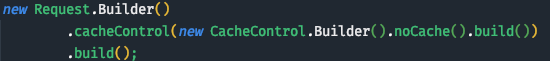 new Request.Builder()
        .cacheControl(new CacheControl.Builder().noCache().build())
        .build();